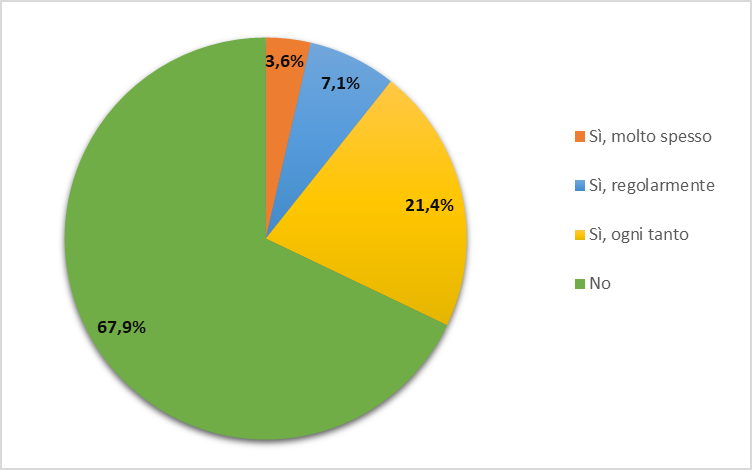 3,6%
7,1%
21,4%
67,9%
Sì, molto spesso
Sì, regolarmente
Sì, ogni tanto
No